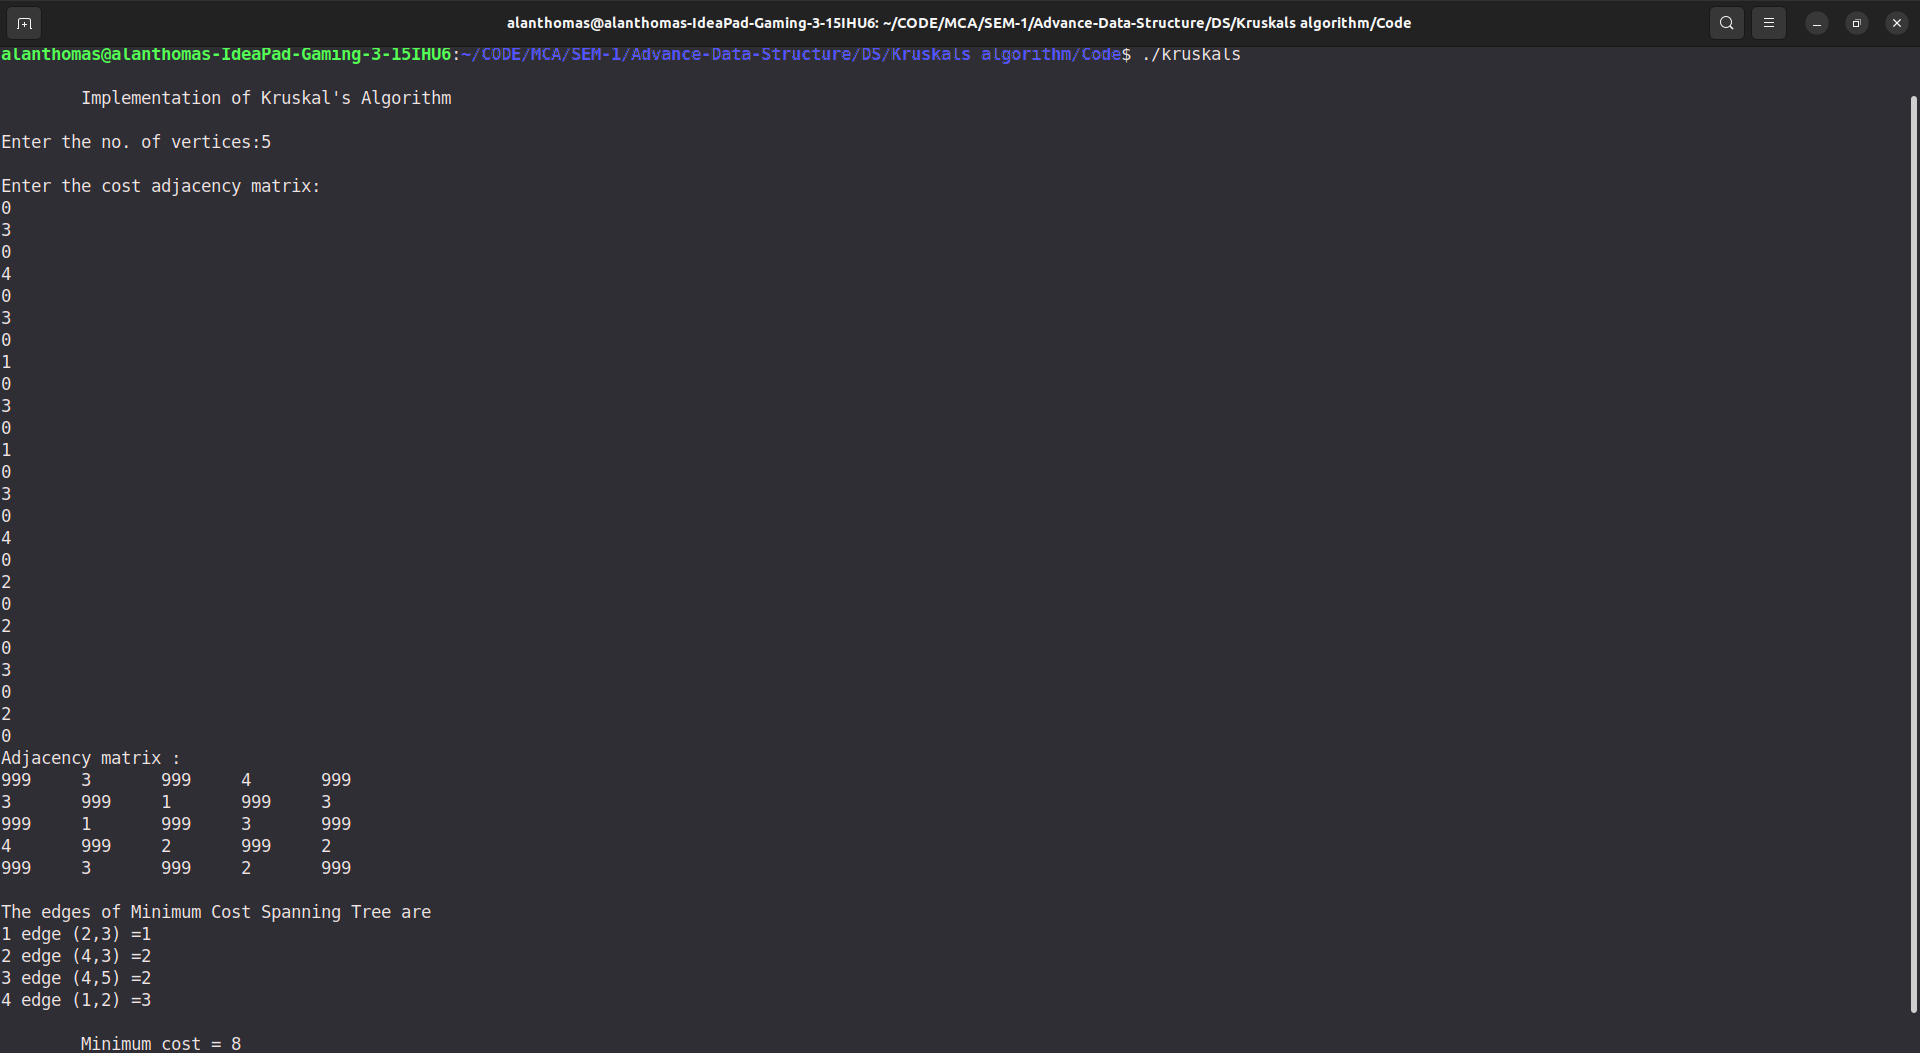 alanthomas@alanthomas-IdeaPad-Gaming-3-15IHU6: ~/CODE/MCA/SEM-1/Advance-Data-Structure/DS/Kruskals algorithm/Code
alanthomas@alanthomas-IdeaPad-Gaming-3-15IHU6:~/CODE/MCA/SEM-1/Advance-Data-Structure/DS/Kruskals algorithm/Code$ ./kruskals
Implementation of Kruskal's Algorithm
Enter the no. of vertices:5
Enter the cost adjacency matrix:
0
3
0
4
0
3
0
1
0
3
0
1
0
3
0
4
0
2
0
2
0
3
0
2
0
Adjacency matrix :
999 3 999 4 999
3 999 1 999 3
999 1 999 3 999
4 999 2 999 2
999 3 999 2 999
The edges of Minimum Cost Spanning Tree are
1 edge (2,3) =1
2 edge (4,3) =2
3 edge (4,5) =2
4 edge (1,2) =3
Minimum cost = 8